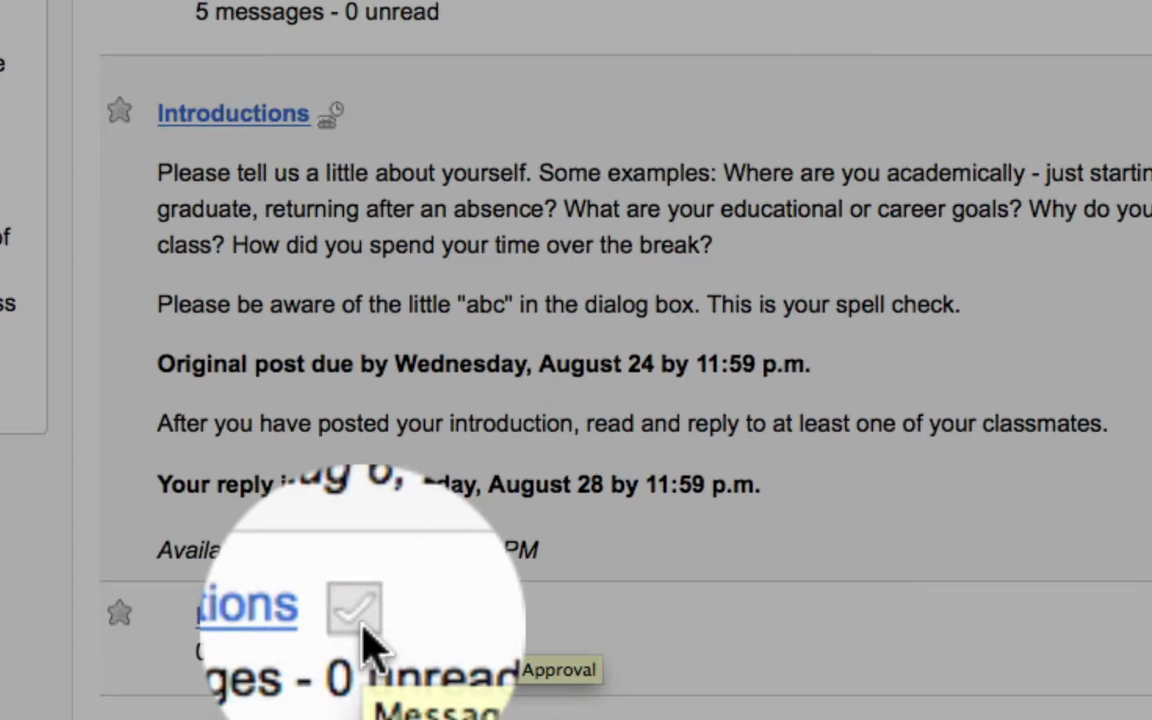 5 messages - 0 unread
e
Introductions
Please tell us a little about yourself. Some examples: Where are you academically - just startin
graduate, returning after an absence? What are your educational or career goals? Why do you
of
class? How did you spend your time over the break?
ss
Please be aware of the little "abc" in the dialog box. This is your spell check.
Original post due by Wednesday, August 24 by 11:59 p.m.
After you have posted your introduction, read and reply to at least one of your classmates.
Your reply day, August 28 by 11:59 p.m.
Availa PM
tions
ges - 0 unread
Approval
Messag